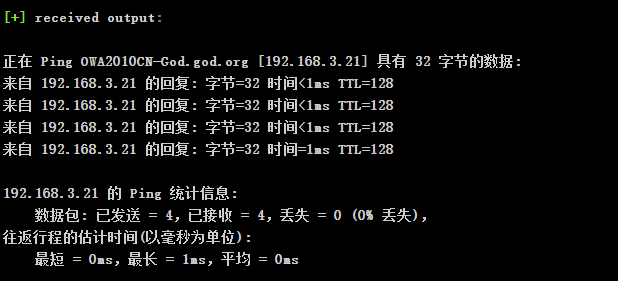 [+] received output:
正在 Ping OWA2010CN-God.god.org [192.168.3.21] 具有 32 字节的数据:
来自 192.168.3.21 的回复: 字节=32 时间<1ms TTL=128
来自 192.168.3.21 的回复: 字节=32 时间<1ms TTL=128
来自 192.168.3.21 的回复: 字节=32 时间<1ms TTL=128
来自 192.168.3.21 的回复: 字节=32 时间=1ms TTL=128
192.168.3.21 的 Ping 统计信息:
数据包: 已发送 = 4, 已接收 = 4, 丢失 = 0 (0% 丢失),
往返行程的估计时间(以毫秒为单位):
最短 = 0ms, 最长 = 1ms, 平均 = 0ms